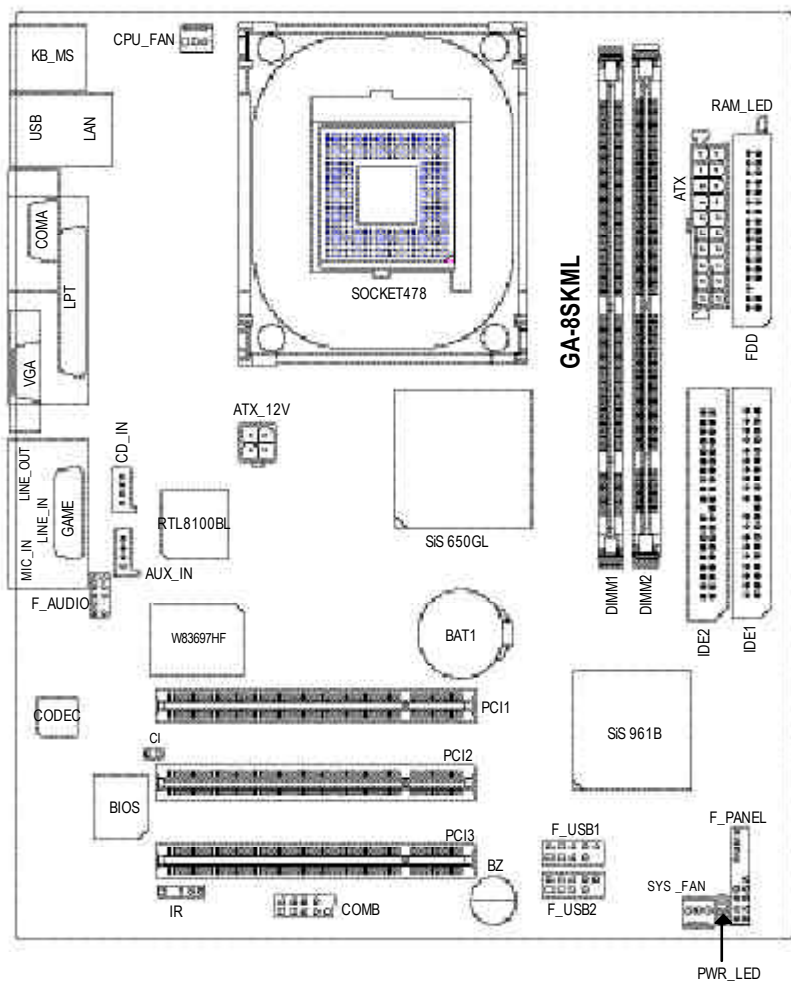 KB_MS
CPU_FAN
RAM_LED
USB
LAN
ATX
COMA
LPT
SOCKET478
GA-8SKML
FDD
VGA
ATX_12V
CD_IN
LINE_OUT
MIC_IN
LINE_IN
GAME
RTL8100BL
SiS 650GL
AUX_IN
F_AUDIO
DIMM1
DIMM2
IDE2
IDE1
W83697HF
BAT1
PCI1
CODEC
SiS 961B
CI
PCI2
BIOS
PCI3
F_USB1
F_PANEL
BZ
SYS_FAN
IR
COMB
F_USB2
PWR_LED